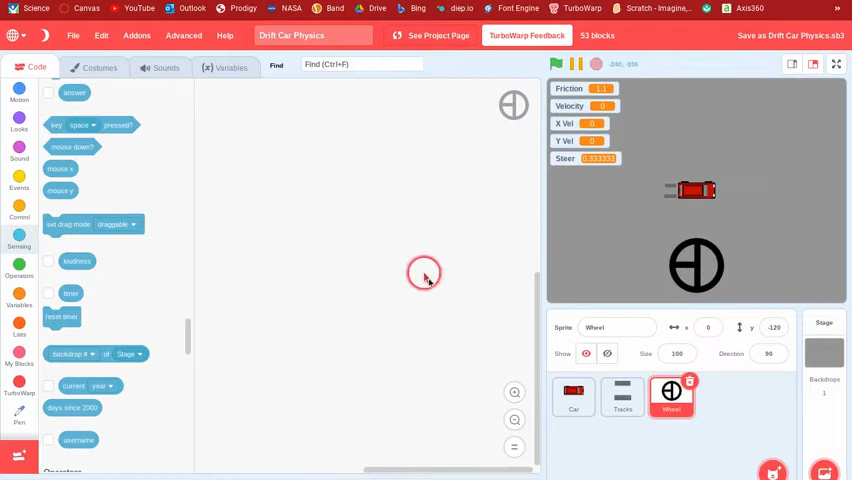 Science Canvas YouTube Outlook Prodigy NASA Band Drive Bing diep.io Font Engine TurboWarp Scratch - Imagine,... Axis360
File Edit Addons Advanced Drift Car Physics See Project Page TurboWarp Feedback 53 blocks Save as Drift Car Physics.sb3
Code Costumes Sounds (x) Variables Find Find (Ctrl+F) -240, -356
Motion
Looks
Sound
Events
Control
Sensing
Operators
Variables
Lists
My Blocks
TurboWarp
Pen
answer
key space pressed?
mouse down?
mouse x
mouse y
set drag mode draggable
loudness
timer
reset timer
backdrop # of Stage
current year
days since 2000
username
Operators
Friction 1.1
Velocity 0
X Vel 0
Y Vel 0
Steer 0.333333
Sprite Wheel x 0 y -120
Show Size 100 Direction 90
Car Tracks Wheel
Stage
Backdrops
1